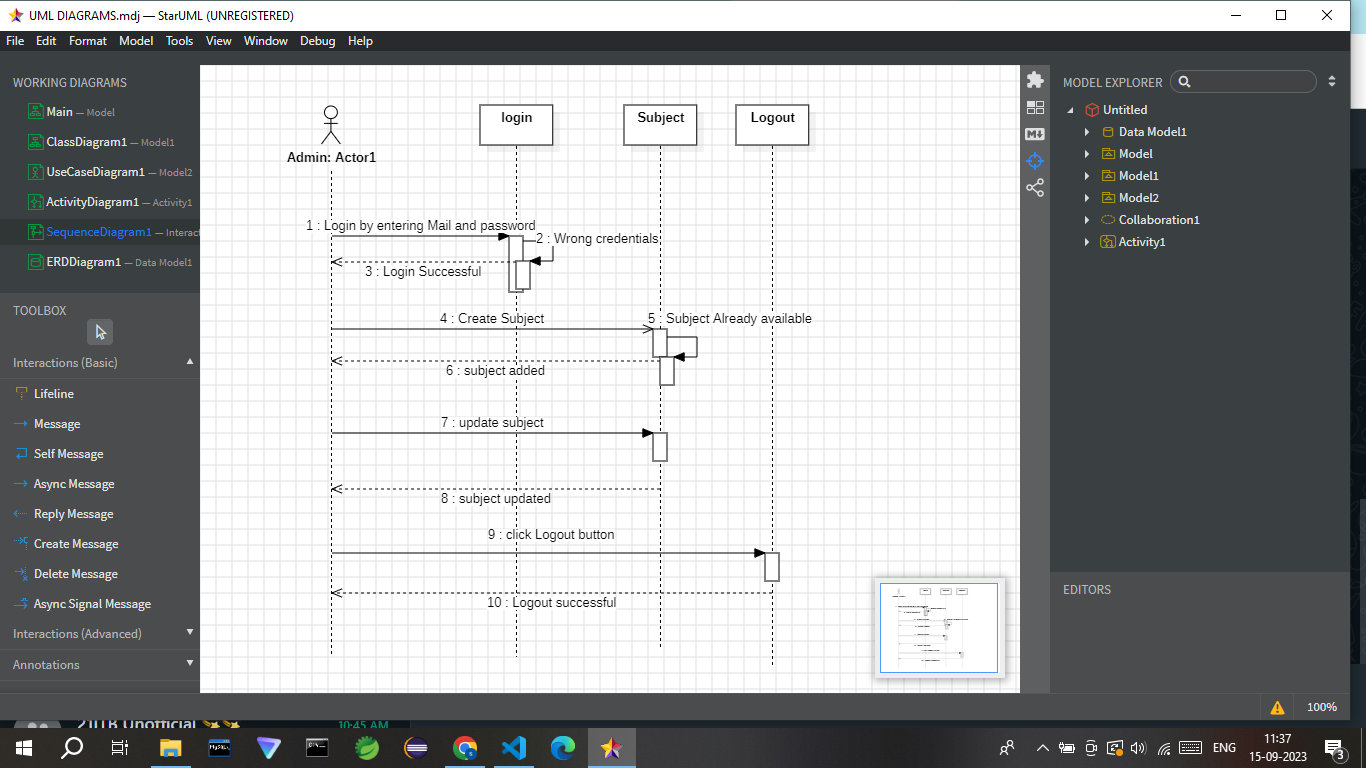 UML DIAGRAMS.mdj — StarUML (UNREGISTERED)
File Edit Format Model Tools View Window Debug Help
WORKING DIAGRAMS
Main — Model
ClassDiagram1 — Model1
UseCaseDiagram1 — Model2
ActivityDiagram1 — Activity1
SequenceDiagram1 — Interact
ERDDiagram1 — Data Model1
TOOLBOX
Interactions (Basic)
Lifeline
Message
Self Message
Async Message
Reply Message
Create Message
Delete Message
Async Signal Message
Interactions (Advanced)
Annotations
Admin: Actor1
login
Subject
Logout
1 : Login by entering Mail and password
2 : Wrong credentials
3 : Login Successful
4 : Create Subject
5 : Subject Already available
6 : subject added
7 : update subject
8 : subject updated
9 : click Logout button
10 : Logout successful
MODEL EXPLORER
Untitled
Data Model1
Model
Model1
Model2
Collaboration1
Activity1
EDITORS
100%
Unofficial
10:45 AM
ENG
11:37
15-09-2023
3